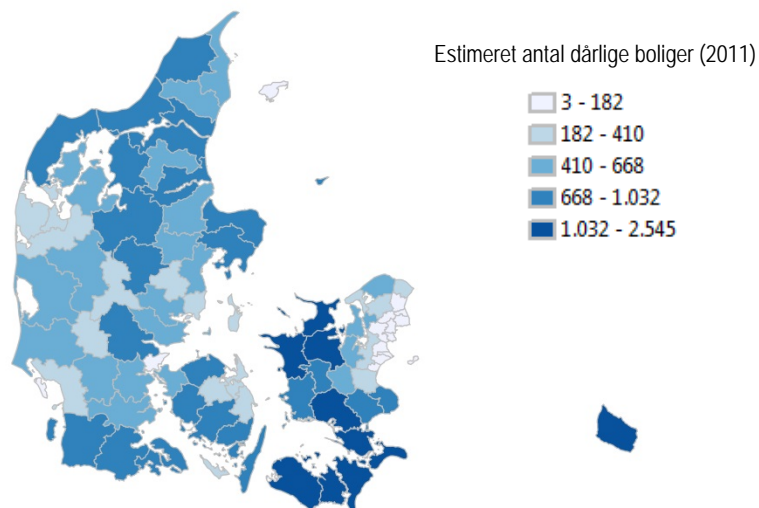 Estimeret antal dårlige boliger (2011)
3 - 182
182 - 410
410 - 668
668 - 1.032
1.032 - 2.545